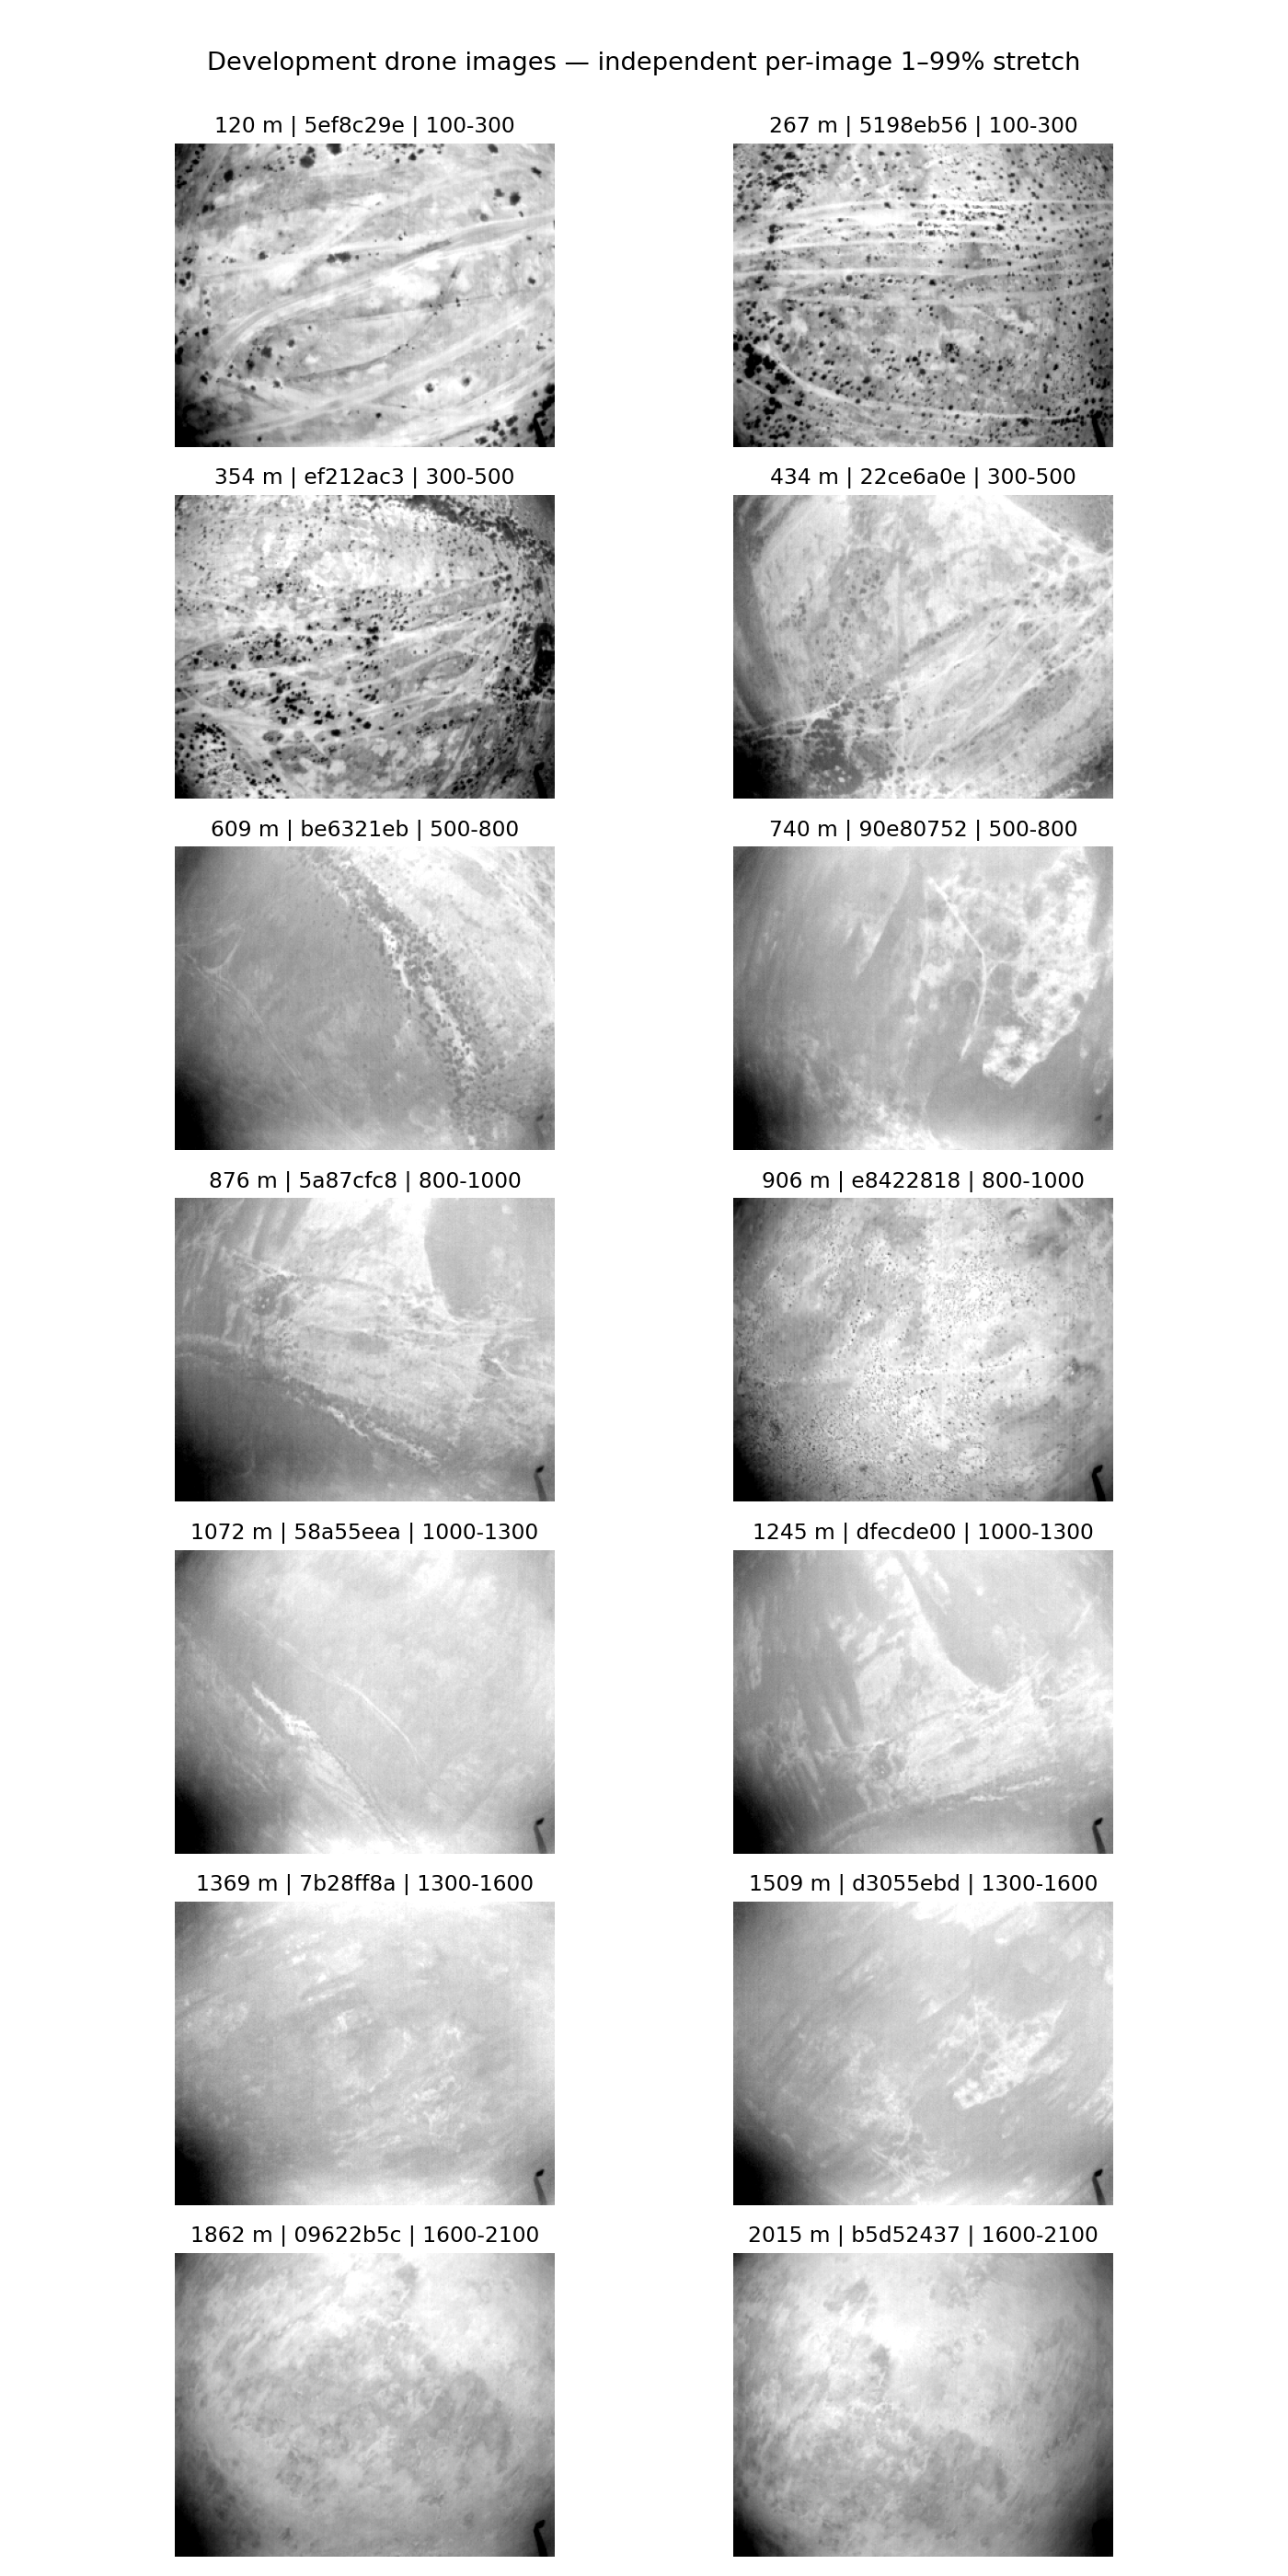 Development drone images — independent per-image 1–99% stretch
120 m | 5ef8c29e | 100-300
267 m | 5198eb56 | 100-300
354 m | ef212ac3 | 300-500
434 m | 22ce6a0e | 300-500
609 m | be6321eb | 500-800
740 m | 90e80752 | 500-800
876 m | 5a87cfc8 | 800-1000
906 m | e8422818 | 800-1000
1072 m | 58a55eea | 1000-1300
1245 m | dfecde00 | 1000-1300
1369 m | 7b28ff8a | 1300-1600
1509 m | d3055ebd | 1300-1600
1862 m | 09622b5c | 1600-2100
2015 m | b5d52437 | 1600-2100